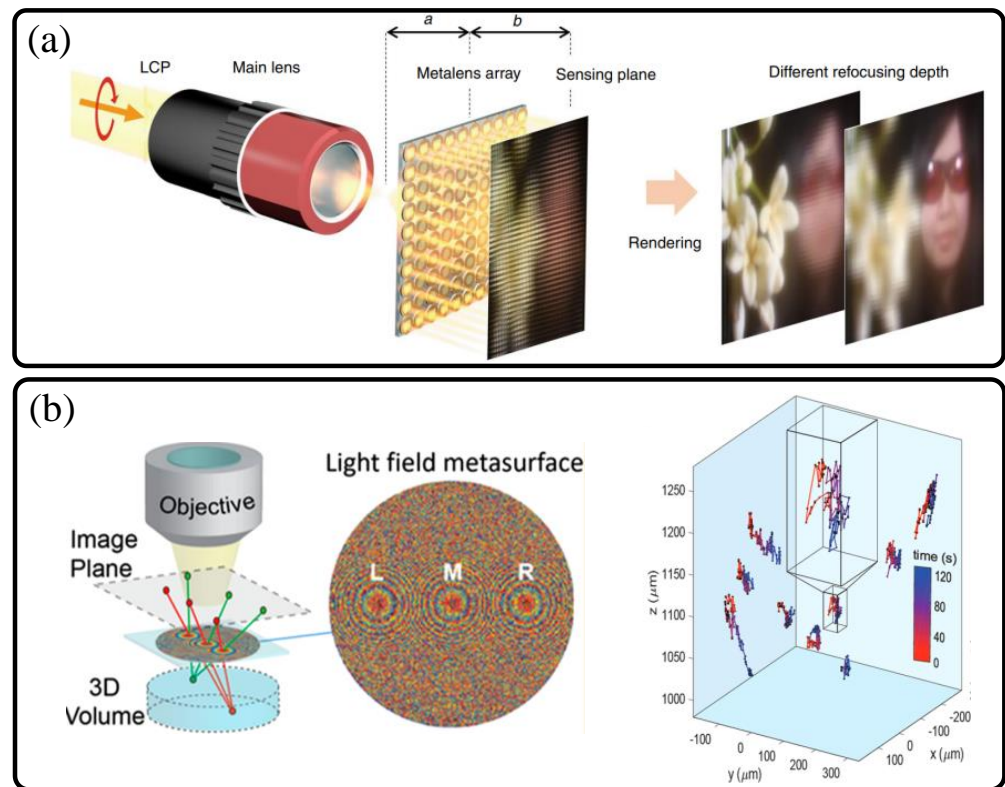 (a)
a
b
LCP
Main lens
Metalens array
Sensing plane
Different refocusing depth
Rendering
(b)
Objective
Image
Plane
3D
Volume
Light field metasurface
L
M
R
z (μm)
1250
1200
1150
1100
1050
1000
time (s)
120
80
40
0
-100
0
100
200
300
y (μm)
100
0
-100
-200
x (μm)